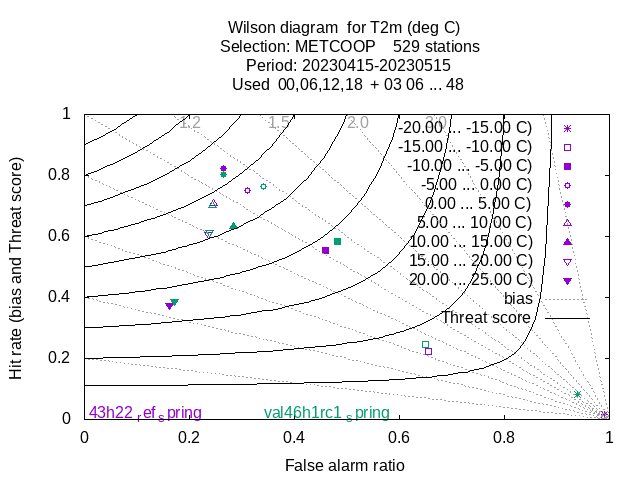 Wilson diagram for T2m (deg C)
Selection: METCOOP 529 stations
Period: 20230415-20230515
Used 00,06,12,18 + 03 06 ... 48
Hit rate (bias and Threat score)
1
0.8
0.6
0.4
0.2
0
1.2
1.5
2.0
3.0
-20.00 ... -15.00 C)
-15.00 ... -10.00 C)
-10.00 ... -5.00 C)
-5.00 ... 0.00 C)
0.00 ... 5.00 C)
5.00 ... 10.00 C)
10.00 ... 15.00 C)
15.00 ... 20.00 C)
20.00 ... 25.00 C)
bias
Threat score
43h22_ref_spring
val46h1rc1_spring
0 0.2 0.4 0.6 0.8 1
False alarm ratio